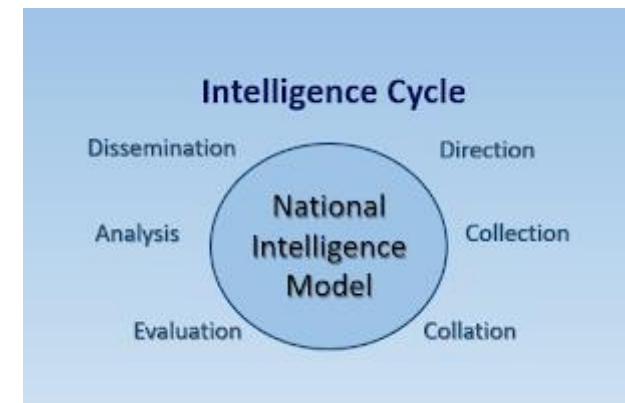 Intelligence Cycle
Dissemination
Direction
National
Intelligence
Model
Analysis
Collection
Evaluation
Collation